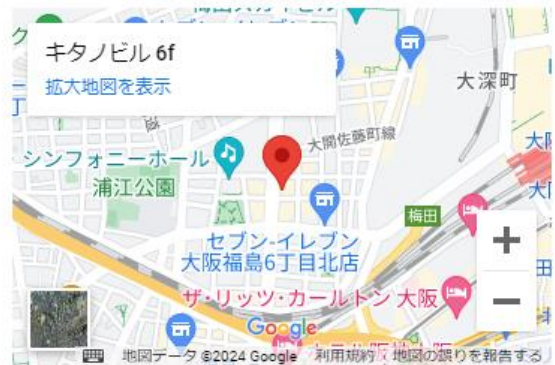 キタノビル 6f
拡大地図を表示
大深町
大開佐藤町線
シンフォニーホール
浦江公園
梅田
セブン-イレブン
大阪福島6丁目北店
ザ・リッツ・カールトン 大阪
Google
地図データ ©2024 Google 利用規約 地図の誤りを報告する